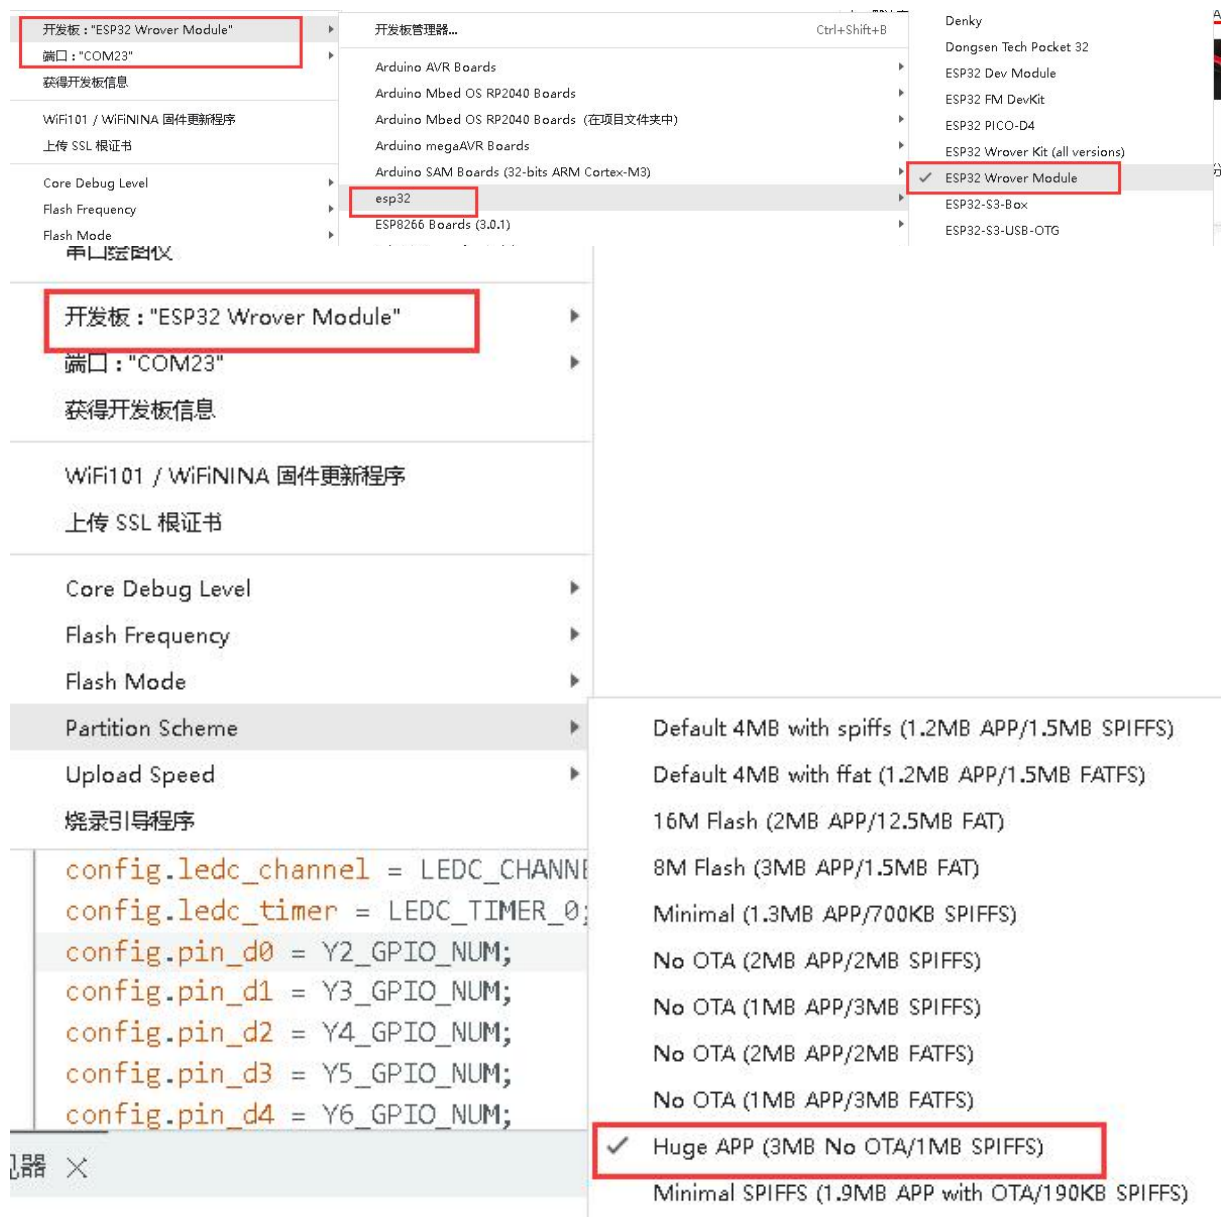 开发板："ESP32 Wrover Module"
端口："COM23"
获得开发板信息
WiFi101 / WiFiNINA 固件更新程序
上传 SSL 根证书
Core Debug Level
Flash Frequency
Flash Mode
开发板管理器... Ctrl+Shift+B
Arduino AVR Boards
Arduino Mbed OS RP2040 Boards
Arduino Mbed OS RP2040 Boards（在项目文件夹中)
Arduino megaAVR Boards
Arduino SAM Boards (32-bits ARM Cortex-M3)
esp32
ESP8266 Boards (3.0.1)
Denky
Dongsen Tech Pocket 32
ESP32 Dev Module
ESP32 FM DevKit
ESP32 PICO-D4
ESP32 Wrover Kit (all versions)
ESP32 Wrover Module
ESP32-S3-Box
ESP32-S3-USB-OTG
串口绘图仪
开发板："ESP32 Wrover Module"
端口："COM23"
获得开发板信息
WiFi101 / WiFiNINA 固件更新程序
上传 SSL 根证书
Core Debug Level
Flash Frequency
Flash Mode
Partition Scheme
Upload Speed
烧录引导程序
Default 4MB with spiffs (1.2MB APP/1.5MB SPIFFS)
Default 4MB with ffat (1.2MB APP/1.5MB FATFS)
16M Flash (2MB APP/12.5MB FAT)
8M Flash (3MB APP/1.5MB FAT)
Minimal (1.3MB APP/700KB SPIFFS)
No OTA (2MB APP/2MB SPIFFS)
No OTA (1MB APP/3MB SPIFFS)
No OTA (2MB APP/2MB FATFS)
No OTA (1MB APP/3MB FATFS)
Huge APP (3MB No OTA/1MB SPIFFS)
Minimal SPIFFS (1.9MB APP with OTA/190KB SPIFFS)
config.ledc_channel = LEDC_CHANNE
config.ledc_timer = LEDC_TIMER_0;
config.pin_d0 = Y2_GPIO_NUM;
config.pin_d1 = Y3_GPIO_NUM;
config.pin_d2 = Y4_GPIO_NUM;
config.pin_d3 = Y5_GPIO_NUM;
config.pin_d4 = Y6_GPIO_NUM;
器